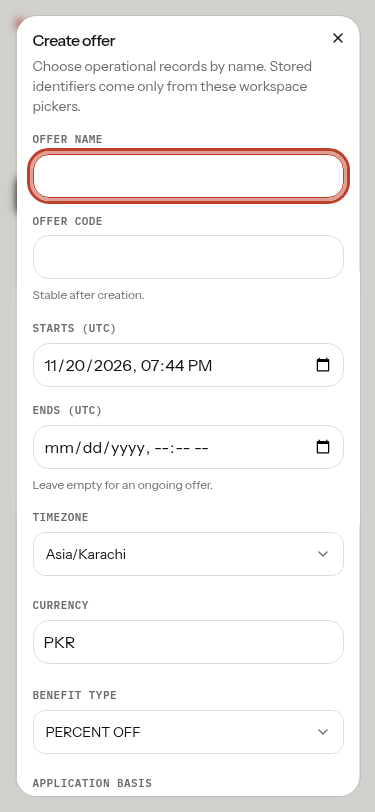 Create offer
Choose operational records by name. Stored
identifiers come only from these workspace
pickers.
OFFER NAME
OFFER CODE
Stable after creation.
STARTS (UTC)
11/20/2026, 07:44 PM
ENDS (UTC)
mm/dd/yyyy, --:-- --
Leave empty for an ongoing offer.
TIMEZONE
Asia/Karachi
CURRENCY
PKR
BENEFIT TYPE
PERCENT OFF
APPLICATION BASIS